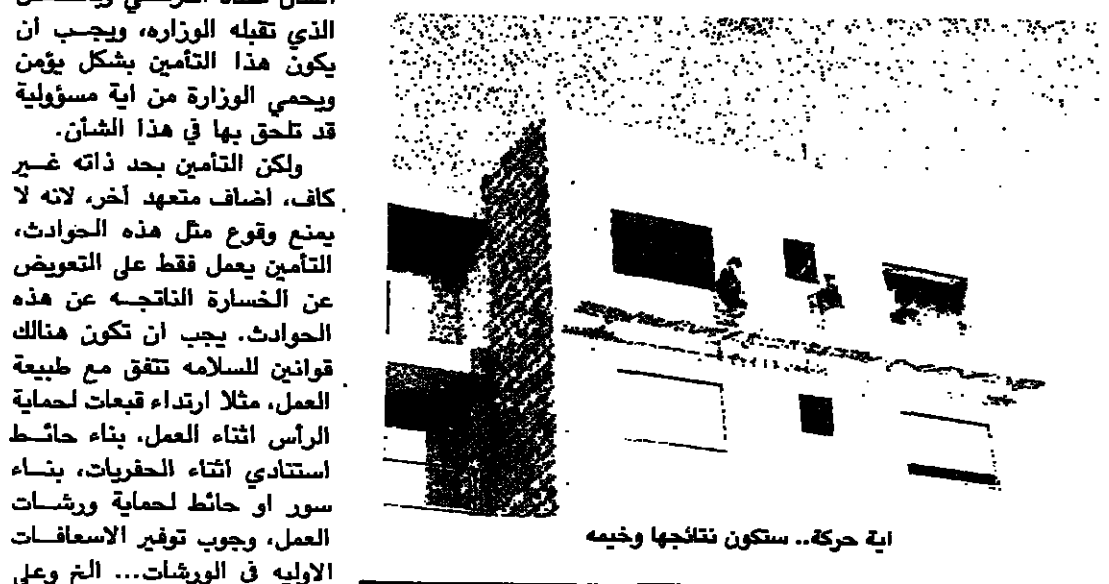 الذي تقبله الوزاره، ويجب ان
يكون هذا التأمين بشكل يؤمن
ويحمي الوزارة من اية مسؤولية
قد تلحق بها في هذا الشأن.
ولكن التأمين بحد ذاته غير
كاف، اضاف متعهد أخر، لانه لا
يمنع وقوع مثل هذه الحوادث،
التأمين يعمل فقط على التعويض
عن الخسارة الناتجه عن هذه
الحوادث. يجب ان تكون هنالك
قوانين للسلامه تتفق مع طبيعة
العمل، مثلا ارتداء قبعات لحماية
الرأس اثناء العمل، بناء حائط
استنادي اثناء الحفريات، بناء
سور او حائط لحماية ورشات
العمل، وجوب توفير الاسعافات
الاوليه في الورشات... الخ وعلى
اية حركة.. ستكون نتائجها وخيمه